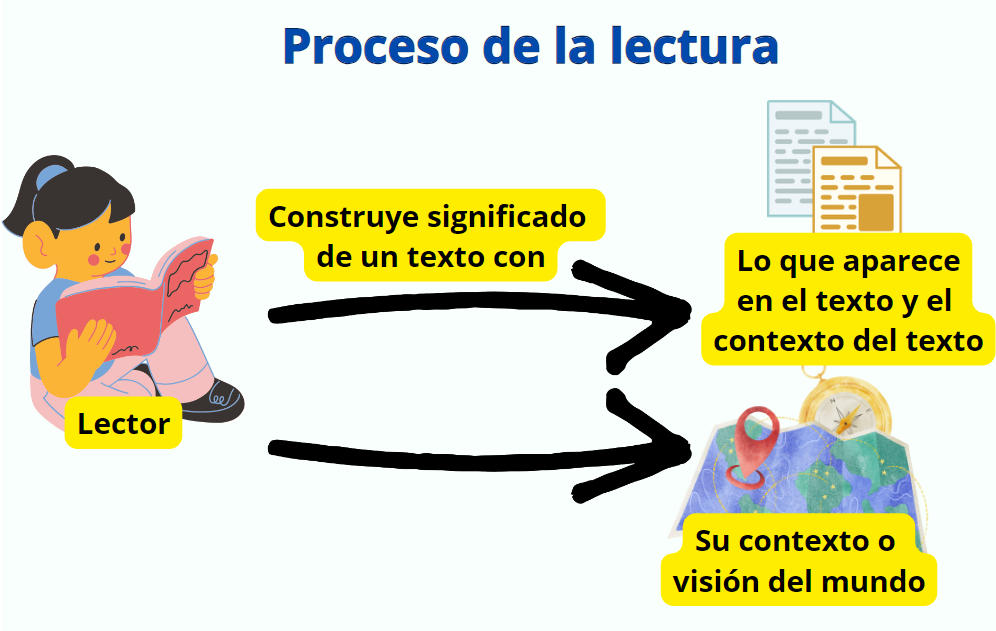 Proceso de la lectura
Construye significado
de un texto con
Lo que aparece
en el texto y el
contexto del texto
Lector
Su contexto o
visión del mundo